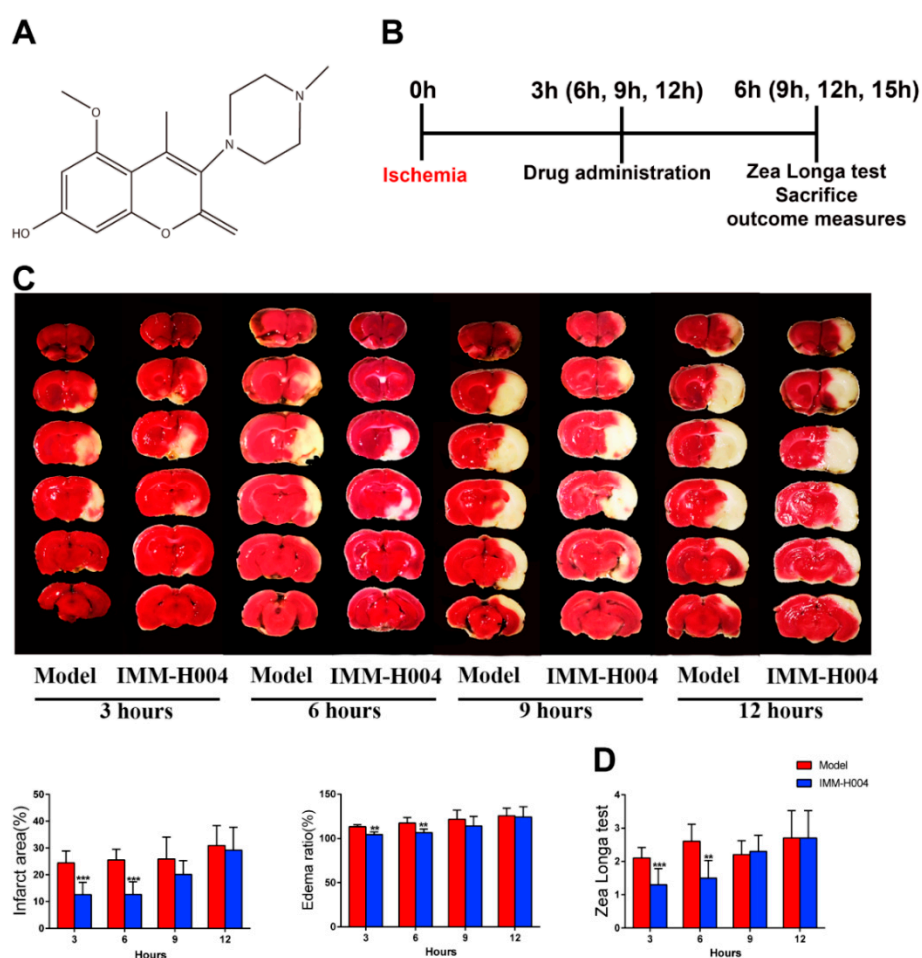 A
O
N
N
HO
O
B
0h
3h (6h, 9h, 12h)
6h (9h, 12h, 15h)
Ischemia
Drug administration
Zea Longa test
Sacrifice
outcome measures
C
Model IMM-H004 Model IMM-H004 Model IMM-H004 Model IMM-H004
3 hours 6 hours 9 hours 12 hours
Infarct area(%)
50
40
30
20
10
0
*** ***
3 6 9 12
Hours
Edema ratio(%)
150
100
50
0
** **
3 6 9 12
Hours
D
Model
IMM-H004
Zea Longa test
4
3
2
1
0
*** **
3 6 9 12
Hours